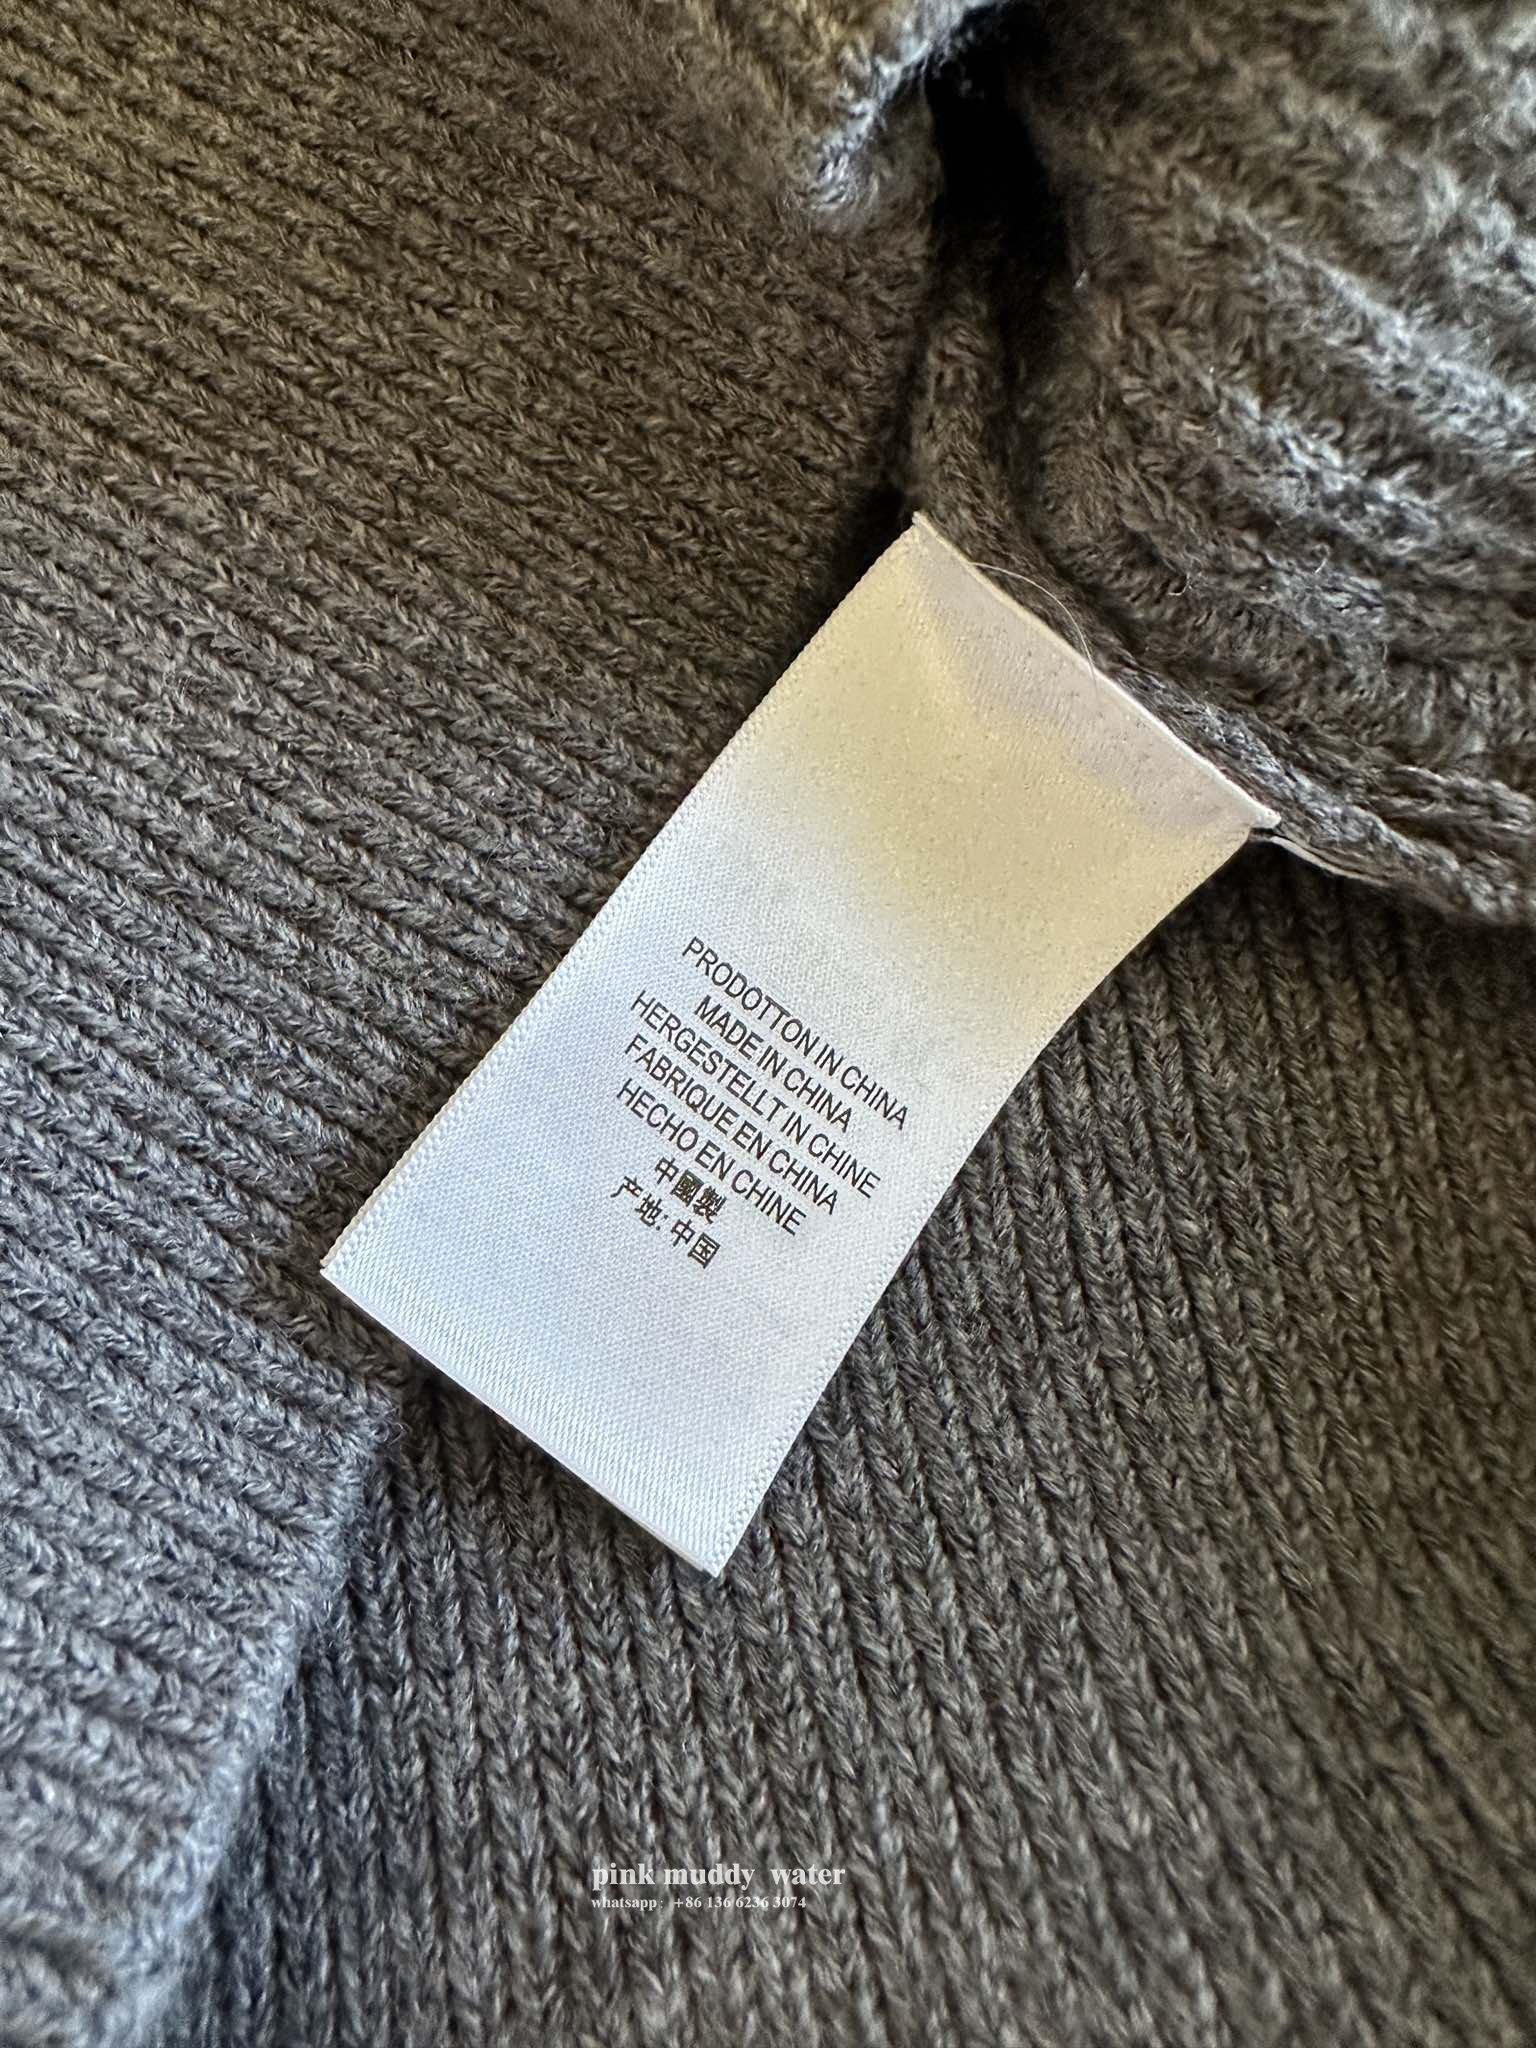 PRODOTTON IN CHINA
MADE IN CHINA
HERGESTELLT IN CHINE
FABRIQUE EN CHINA
HECHO EN CHINE
中國製
产地: 中国
pink muddy water
whatsapp: +86 136 6236 3074